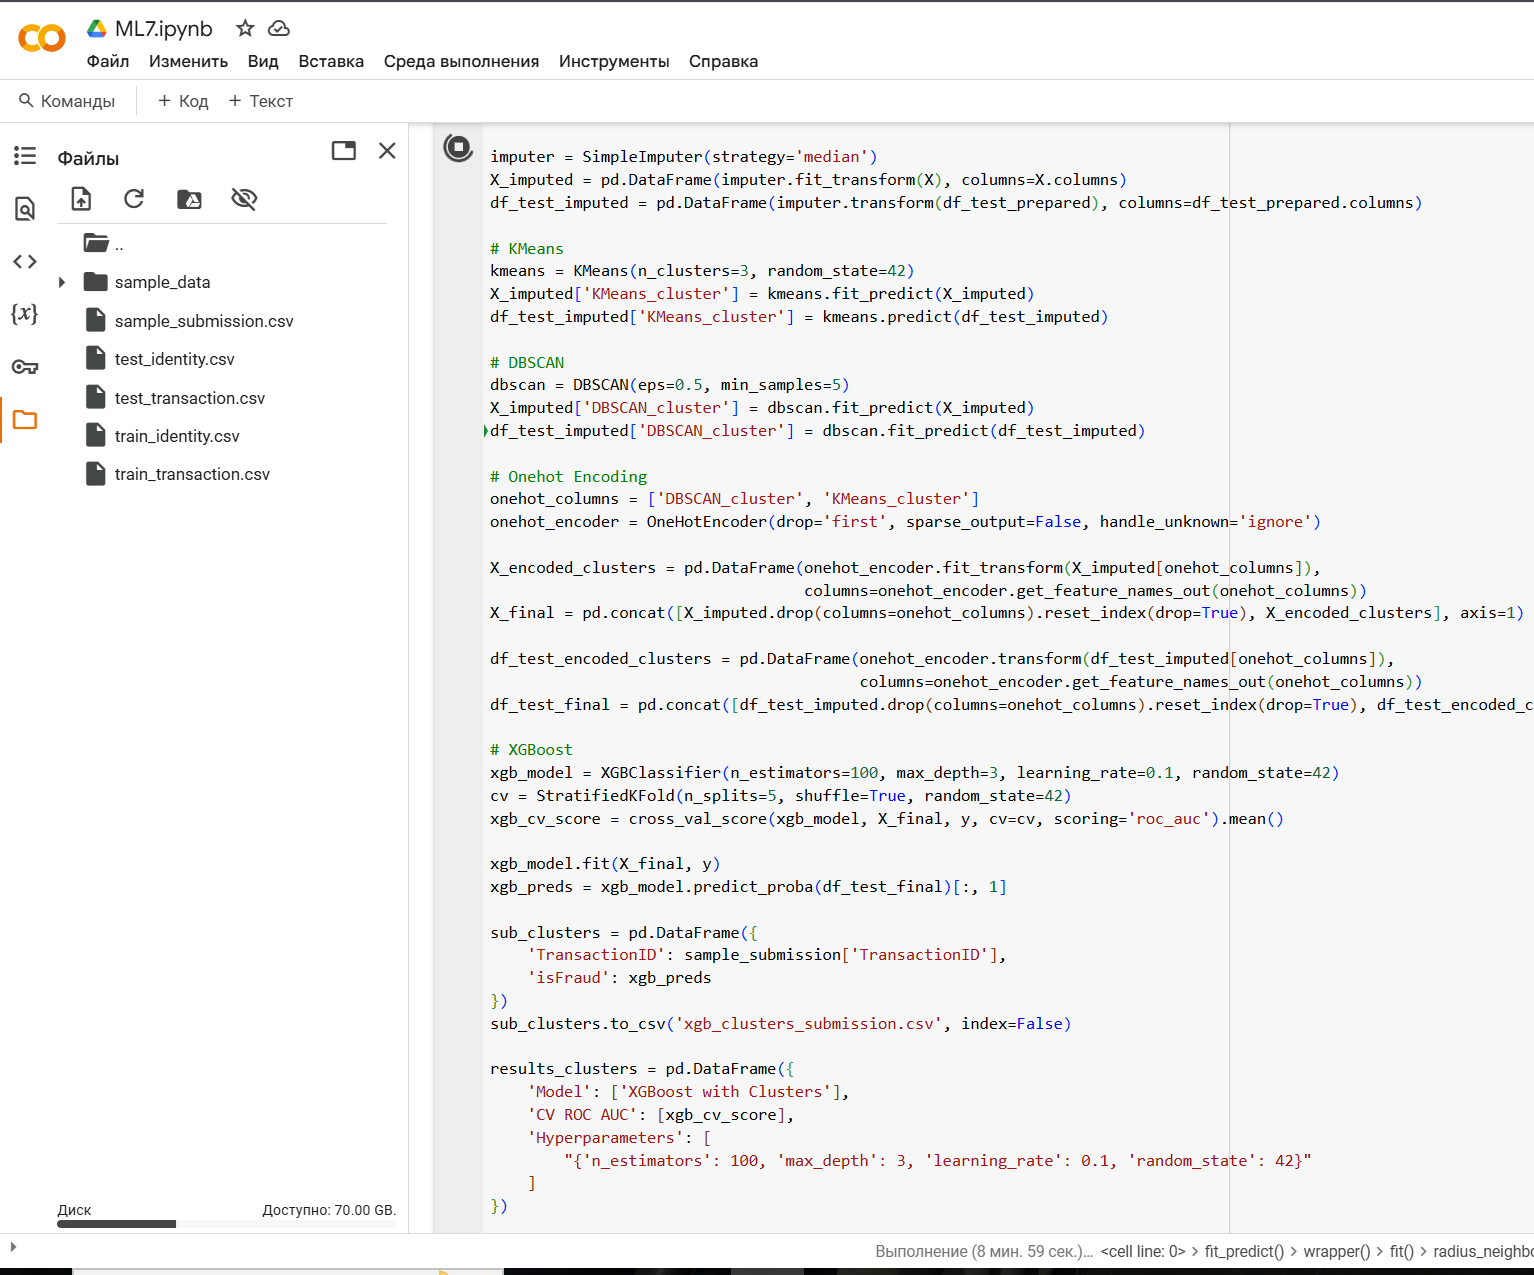 ML7.ipynb
Файл Изменить Вид Вставка Среда выполнения Инструменты Справка
Команды + Код + Текст
Файлы
..
sample_data
sample_submission.csv
test_identity.csv
test_transaction.csv
train_identity.csv
train_transaction.csv
Диск Доступно: 70.00 GB.
imputer = SimpleImputer(strategy='median')
X_imputed = pd.DataFrame(imputer.fit_transform(X), columns=X.columns)
df_test_imputed = pd.DataFrame(imputer.transform(df_test_prepared), columns=df_test_prepared.columns)
# KMeans
kmeans = KMeans(n_clusters=3, random_state=42)
X_imputed['KMeans_cluster'] = kmeans.fit_predict(X_imputed)
df_test_imputed['KMeans_cluster'] = kmeans.predict(df_test_imputed)
# DBSCAN
dbscan = DBSCAN(eps=0.5, min_samples=5)
X_imputed['DBSCAN_cluster'] = dbscan.fit_predict(X_imputed)
df_test_imputed['DBSCAN_cluster'] = dbscan.fit_predict(df_test_imputed)
# Onehot Encoding
onehot_columns = ['DBSCAN_cluster', 'KMeans_cluster']
onehot_encoder = OneHotEncoder(drop='first', sparse_output=False, handle_unknown='ignore')
X_encoded_clusters = pd.DataFrame(onehot_encoder.fit_transform(X_imputed[onehot_columns]),
columns=onehot_encoder.get_feature_names_out(onehot_columns))
X_final = pd.concat([X_imputed.drop(columns=onehot_columns).reset_index(drop=True), X_encoded_clusters], axis=1)
df_test_encoded_clusters = pd.DataFrame(onehot_encoder.transform(df_test_imputed[onehot_columns]),
columns=onehot_encoder.get_feature_names_out(onehot_columns))
df_test_final = pd.concat([df_test_imputed.drop(columns=onehot_columns).reset_index(drop=True), df_test_encoded_c
# XGBoost
xgb_model = XGBClassifier(n_estimators=100, max_depth=3, learning_rate=0.1, random_state=42)
cv = StratifiedKFold(n_splits=5, shuffle=True, random_state=42)
xgb_cv_score = cross_val_score(xgb_model, X_final, y, cv=cv, scoring='roc_auc').mean()
xgb_model.fit(X_final, y)
xgb_preds = xgb_model.predict_proba(df_test_final)[:, 1]
sub_clusters = pd.DataFrame({
'TransactionID': sample_submission['TransactionID'],
'isFraud': xgb_preds
})
sub_clusters.to_csv('xgb_clusters_submission.csv', index=False)
results_clusters = pd.DataFrame({
'Model': ['XGBoost with Clusters'],
'CV ROC AUC': [xgb_cv_score],
'Hyperparameters': [
"{'n_estimators': 100, 'max_depth': 3, 'learning_rate': 0.1, 'random_state': 42}"
]
})
Выполнение (8 мин. 59 сек.)... <cell line: 0> > fit_predict() > wrapper() > fit() > radius_neighbo